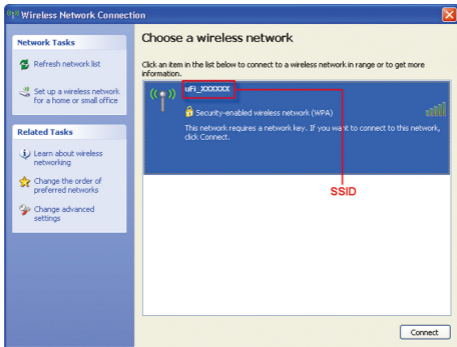 Wireless Network Connection
Network Tasks
Refresh network list
Set up a wireless network
for a home or small office
Related Tasks
Learn about wireless
networking
Change the order of
preferred networks
Change advanced
settings
Choose a wireless network
Click an item in the list below to connect to a wireless network in range or to get more
information.
uFi_XXXXXX
Security-enabled wireless network (WPA)
This network requires a network key. If you want to connect to this network,
click Connect.
SSID
Connect